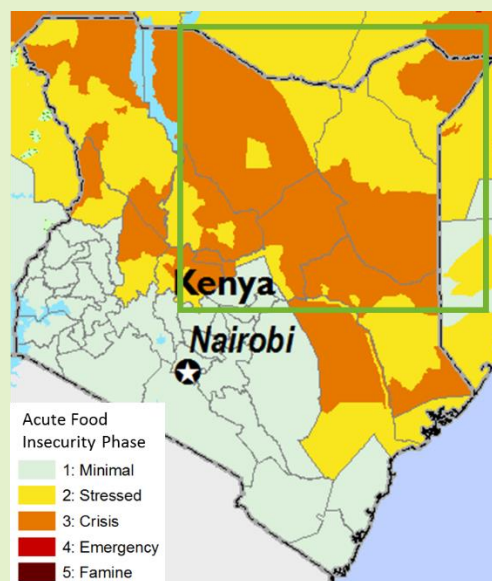 Kenya
Nairobi
Acute Food
Insecurity Phase
1: Minimal
2: Stressed
3: Crisis
4: Emergency
5: Famine